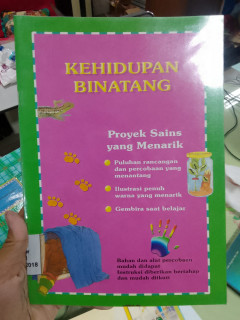 KEHIDUPAN
BINATANG
Proyek Sains
yang Menarik
Puluhan rancangan
dan percobaan yang
menantang
Ilustrasi penuh
warna yang menarik
Gembira saat belajar
Bahan dan alat percobaan
mudah didapat
Instruksi diberikan bertahap
dan mudah diikuti
2018